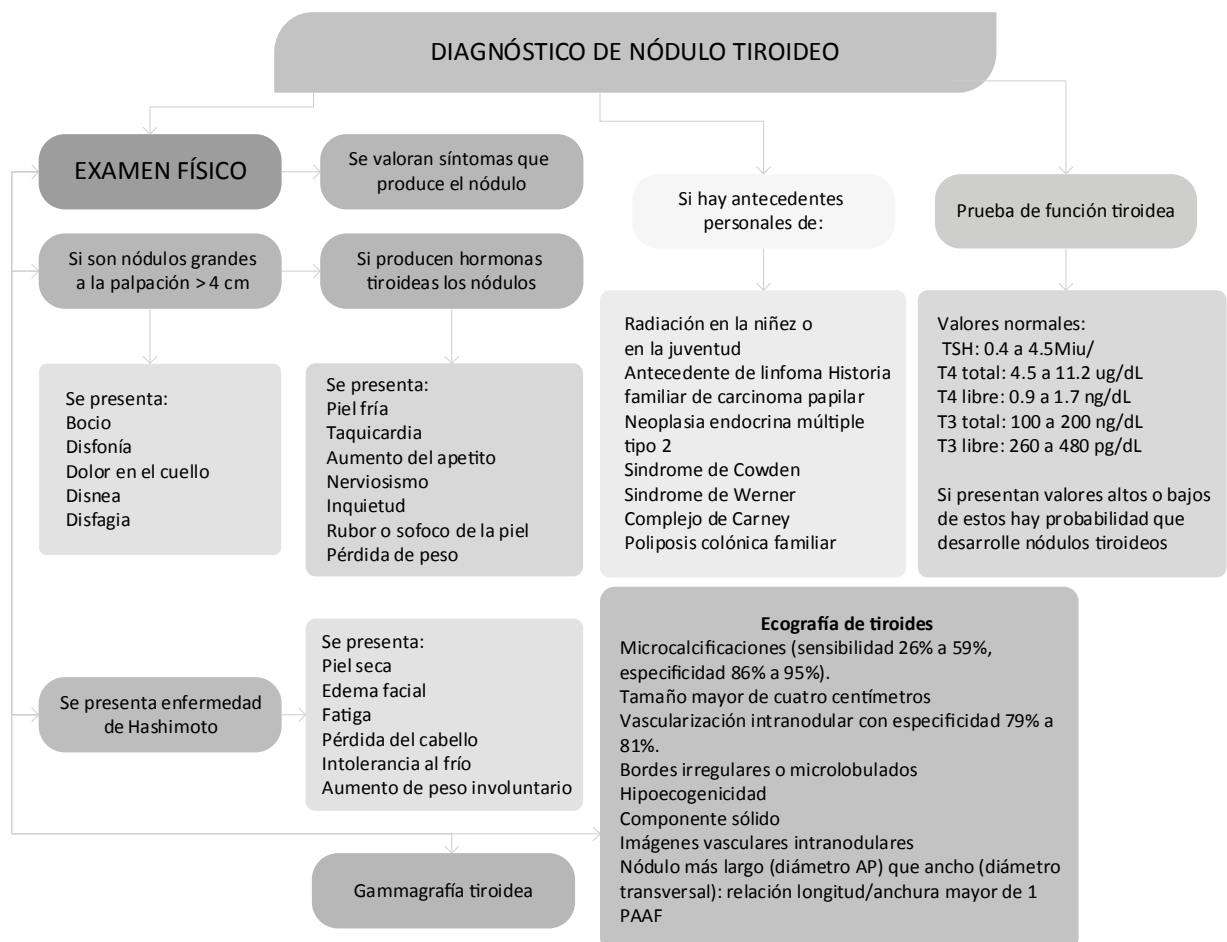 DIAGNÓSTICO DE NÓDULO TIROIDEO
EXAMEN FÍSICO
Se valoran síntomas que
produce el nódulo
Si son nódulos grandes
a la palpación > 4 cm
Si producen hormonas
tiroideas los nódulos
Se presenta:
Bocio
Disfonía
Dolor en el cuello
Disnea
Disfagia
Se presenta:
Piel fría
Taquicardia
Aumento del apetito
Nerviosismo
Inquietud
Rubor o sofoco de la piel
Pérdida de peso
Se presenta enfermedad
de Hashimoto
Se presenta:
Piel seca
Edema facial
Fatiga
Pérdida del cabello
Intolerancia al frío
Aumento de peso involuntario
Gammagrafía tiroidea
Si hay antecedentes
personales de:
Radiación en la niñez o
en la juventud
Antecedente de linfoma Historia
familiar de carcinoma papilar
Neoplasia endocrina múltiple
tipo 2
Sindrome de Cowden
Sindrome de Werner
Complejo de Carney
Poliposis colónica familiar
Prueba de función tiroidea
Valores normales:
TSH: 0.4 a 4.5Miu/
T4 total: 4.5 a 11.2 ug/dL
T4 libre: 0.9 a 1.7 ng/dL
T3 total: 100 a 200 ng/dL
T3 libre: 260 a 480 pg/dL
Si presentan valores altos o bajos
de estos hay probabilidad que
desarrolle nódulos tiroideos
Ecografía de tiroides
Microcalcificaciones (sensibilidad 26% a 59%,
especificidad 86% a 95%).
Tamaño mayor de cuatro centímetros
Vascularización intranodular con especificidad 79% a
81%.
Bordes irregulares o microlobulados
Hipoecogenicidad
Componente sólido
Imágenes vasculares intranodulares
Nódulo más largo (diámetro AP) que ancho (diámetro
transversal): relación longitud/anchura mayor de 1
PAAF